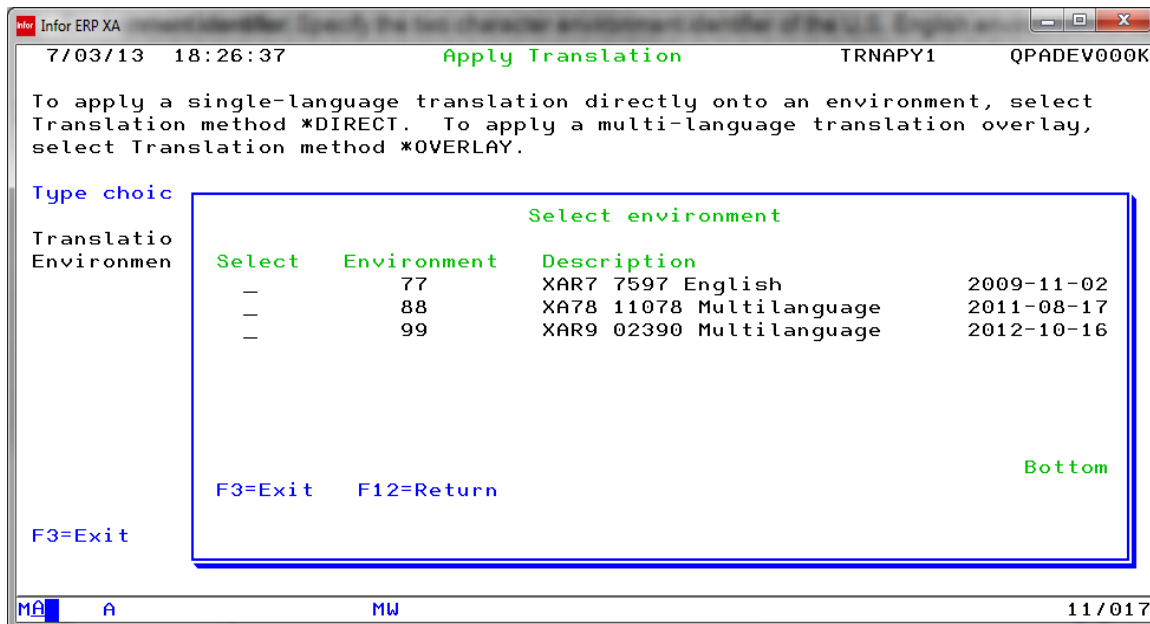 Infor ERP XA
7/03/13 18:26:37 Apply Translation TRNAPY1 QPADEV000K
To apply a single-language translation directly onto an environment, select
Translation method *DIRECT. To apply a multi-language translation overlay,
select Translation method *OVERLAY.
Type choic
Select environment
Translatio
Environmen Select Environment Description
_ 77 XAR7 7597 English 2009-11-02
_ 88 XA78 11078 Multilanguage 2011-08-17
_ 99 XAR9 02390 Multilanguage 2012-10-16
Bottom
F3=Exit F12=Return
F3=Exit
MA A MW 11/017